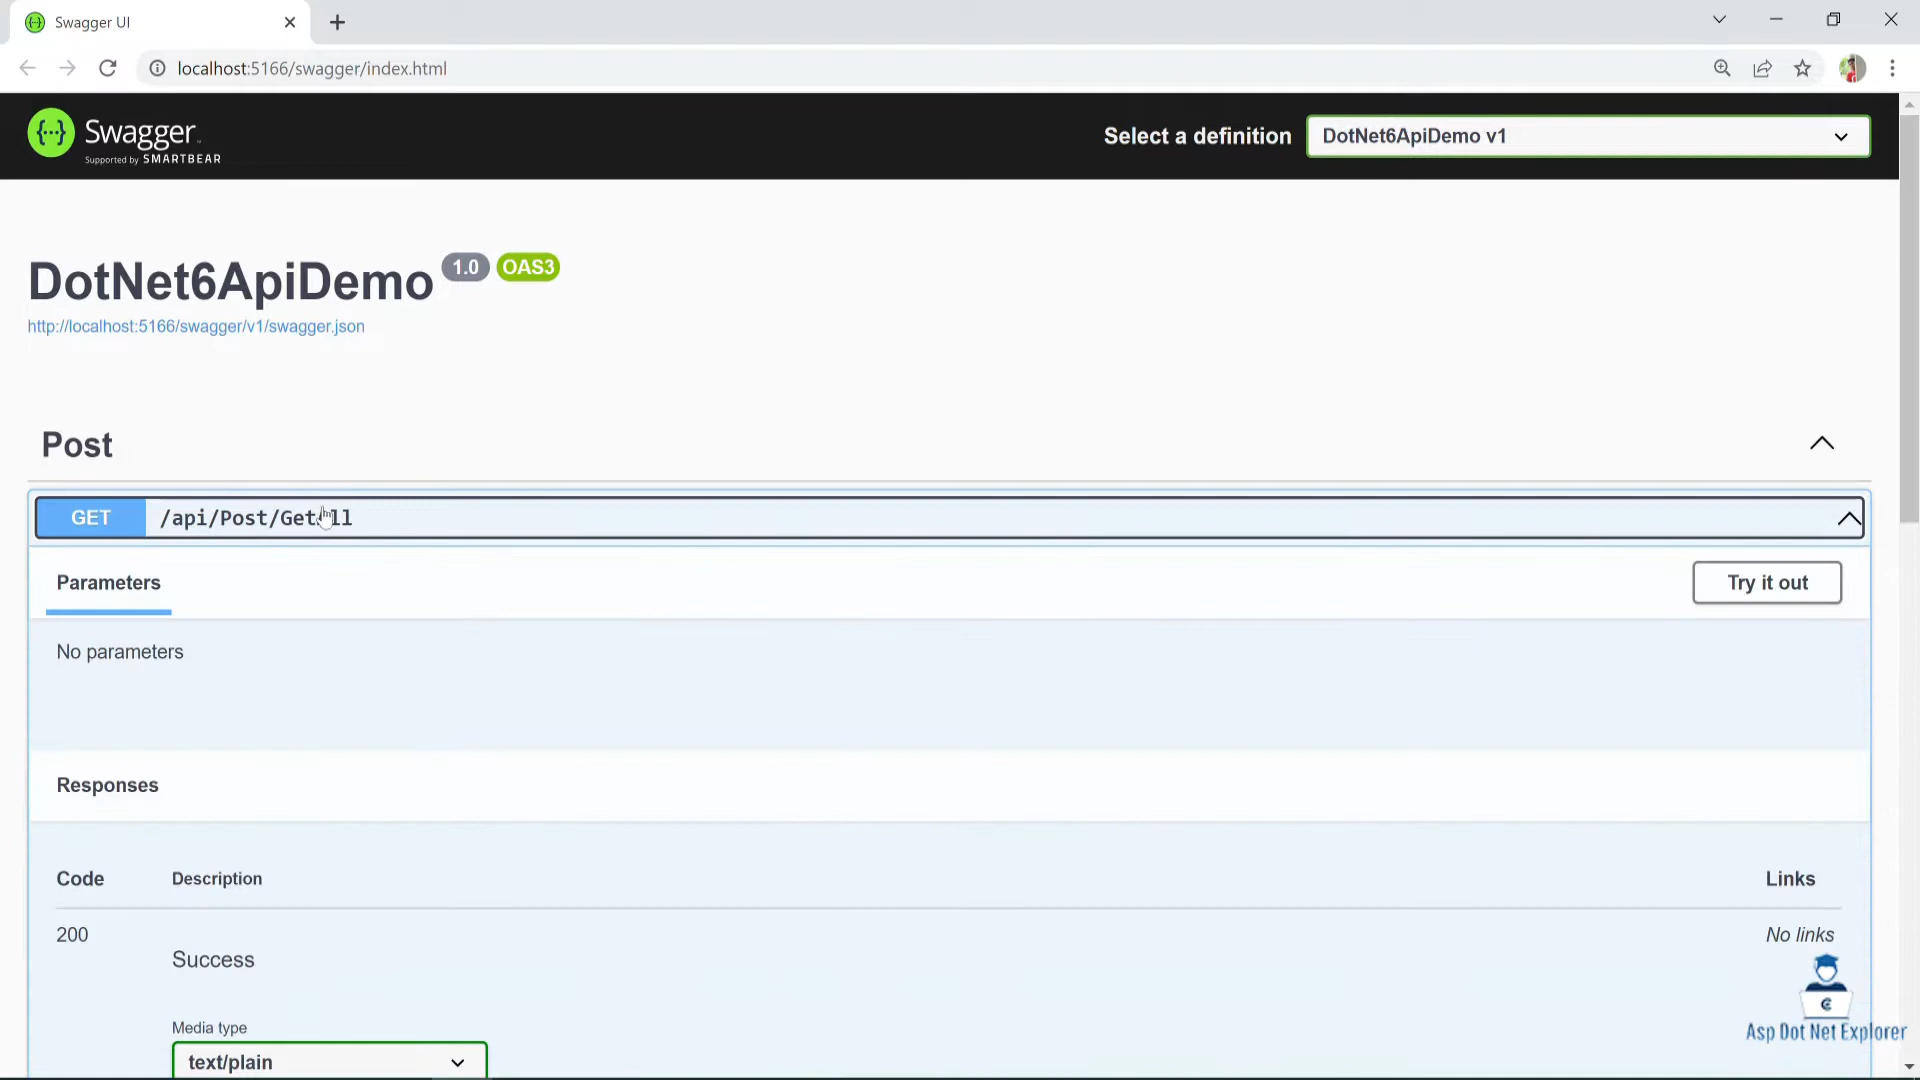 Swagger UI
localhost:5166/swagger/index.html
Swagger
Supported by SMARTBEAR
Select a definition
DotNet6ApiDemo v1
DotNet6ApiDemo 1.0 OAS3
http://localhost:5166/swagger/v1/swagger.json
Post
GET /api/Post/GetAll
Parameters
Try it out
No parameters
Responses
Code Description Links
200 No links
Success
Media type
text/plain
Asp Dot Net Explorer